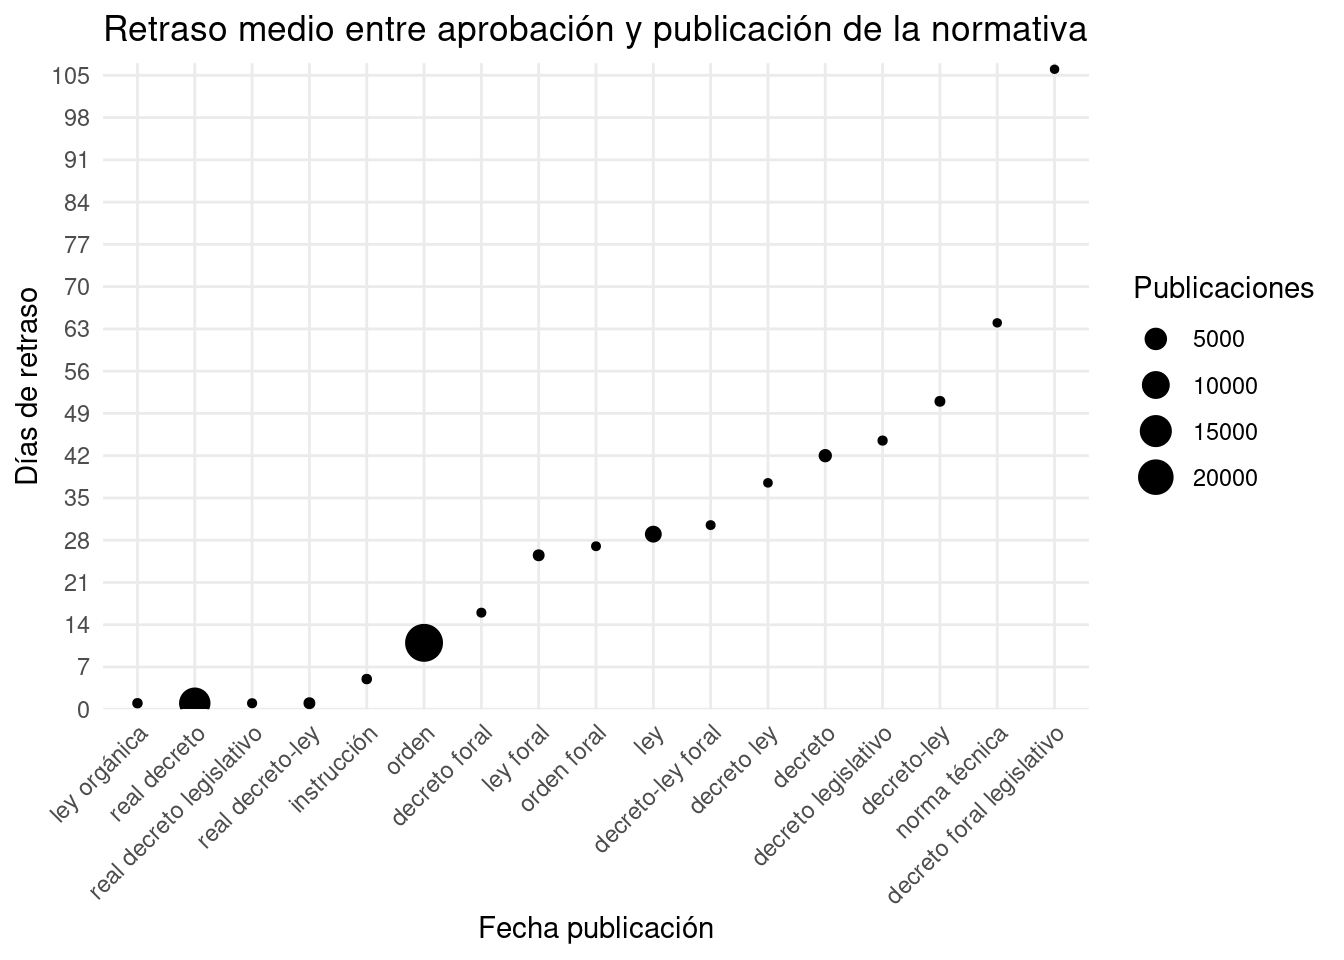 Retraso medio entre aprobación y publicación de la normativa
Días de retraso
105
98
91
84
77
70
63
56
49
42
35
28
21
14
7
0
ley orgánica
real decreto
real decreto legislativo
real decreto-ley
instrucción
orden
decreto foral
ley foral
orden foral
ley
decreto-ley foral
decreto ley
decreto
decreto legislativo
decreto-ley
norma técnica
decreto foral legislativo
Fecha publicación
Publicaciones
5000
10000
15000
20000